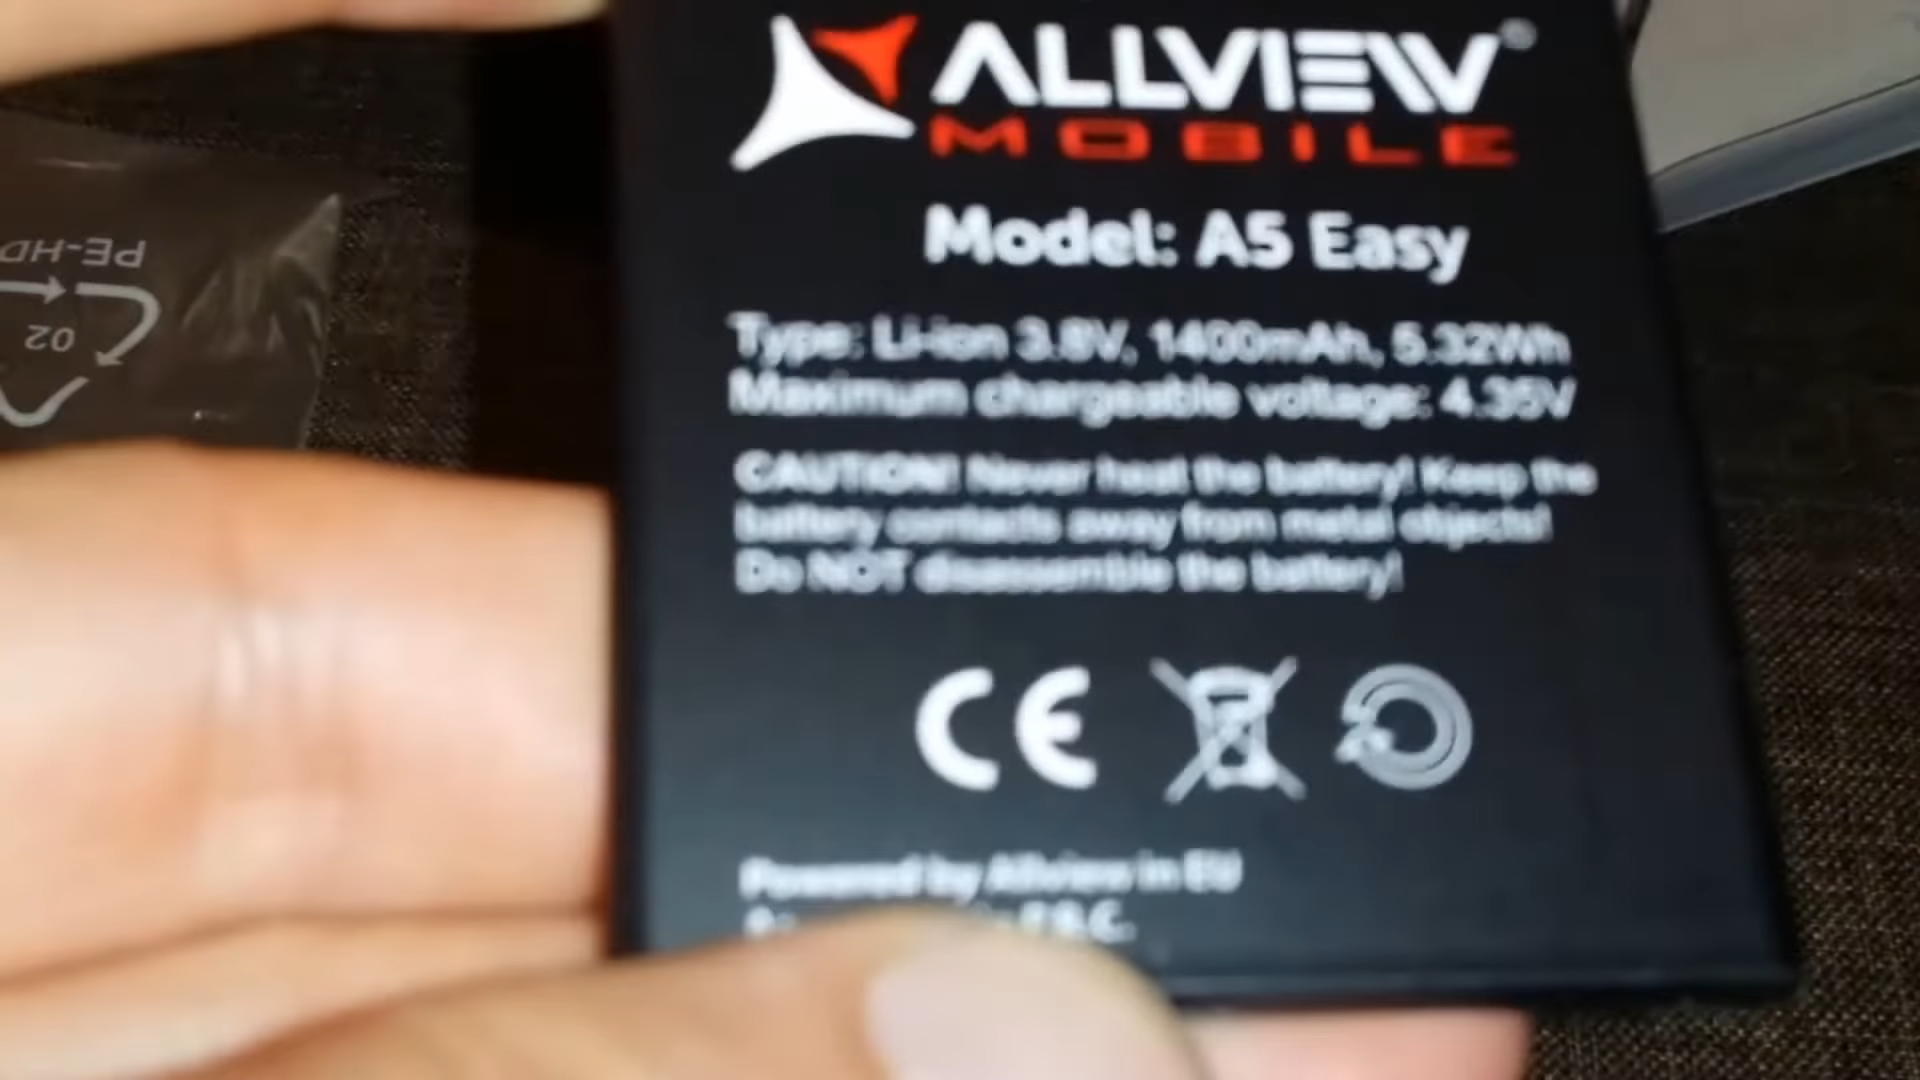 ALLVIEW®
MOBILE
Model: A5 Easy
Type: Li-ion 3.8V, 1400mAh, 5.32Wh
Maximum chargeable voltage: 4.35V
CAUTION! Never heat the battery! Keep the
battery contacts away from metal objects!
Do NOT disassemble the battery!
CE
Powered by Allview in EU
P.R.C.
PE-HD
02